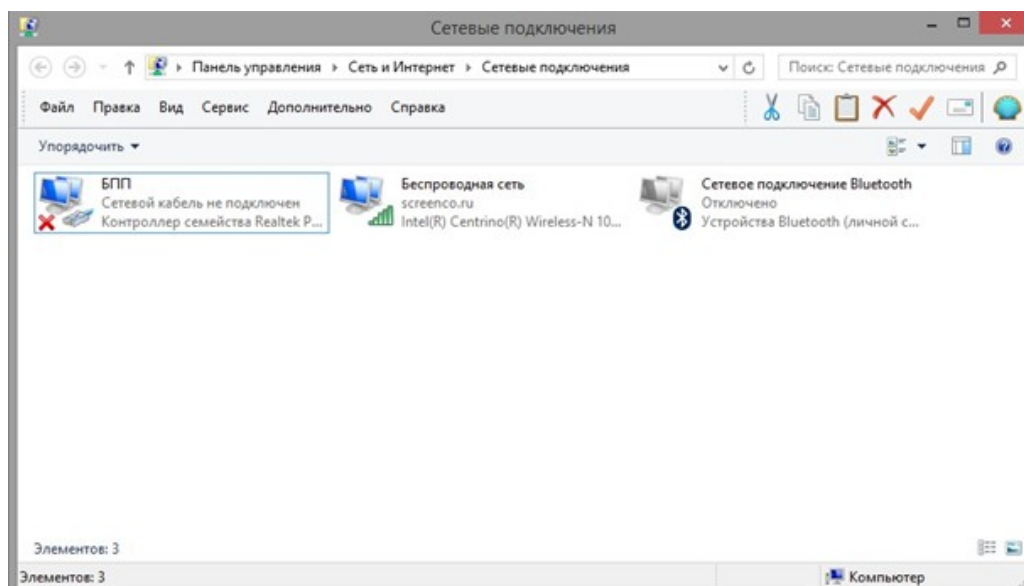 Сетевые подключения
Панель управления Сеть и Интернет Сетевые подключения Поиск: Сетевые подключения
Файл Правка Вид Сервис Дополнительно Справка
Упорядочить
БПП
Сетевой кабель не подключен
Контроллер семейства Realtek P...
Беспроводная сеть
screenco.ru
Intel(R) Centrino(R) Wireless-N 10...
Сетевое подключение Bluetooth
Отключено
Устройства Bluetooth (личной с...
Элементов: 3
Элементов: 3 Компьютер